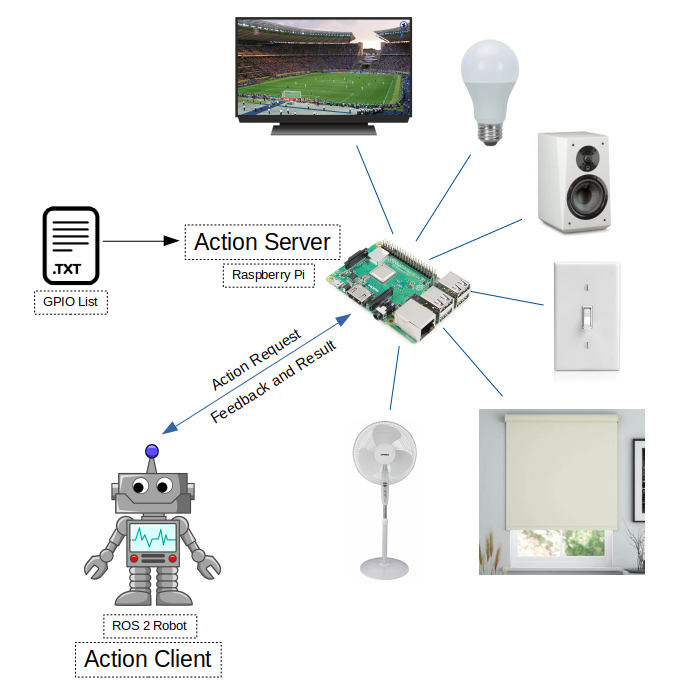 Action Server
Raspberry Pi
.TXT
GPIO List
Action Request
Feedback and Result
ROS 2 Robot
Action Client